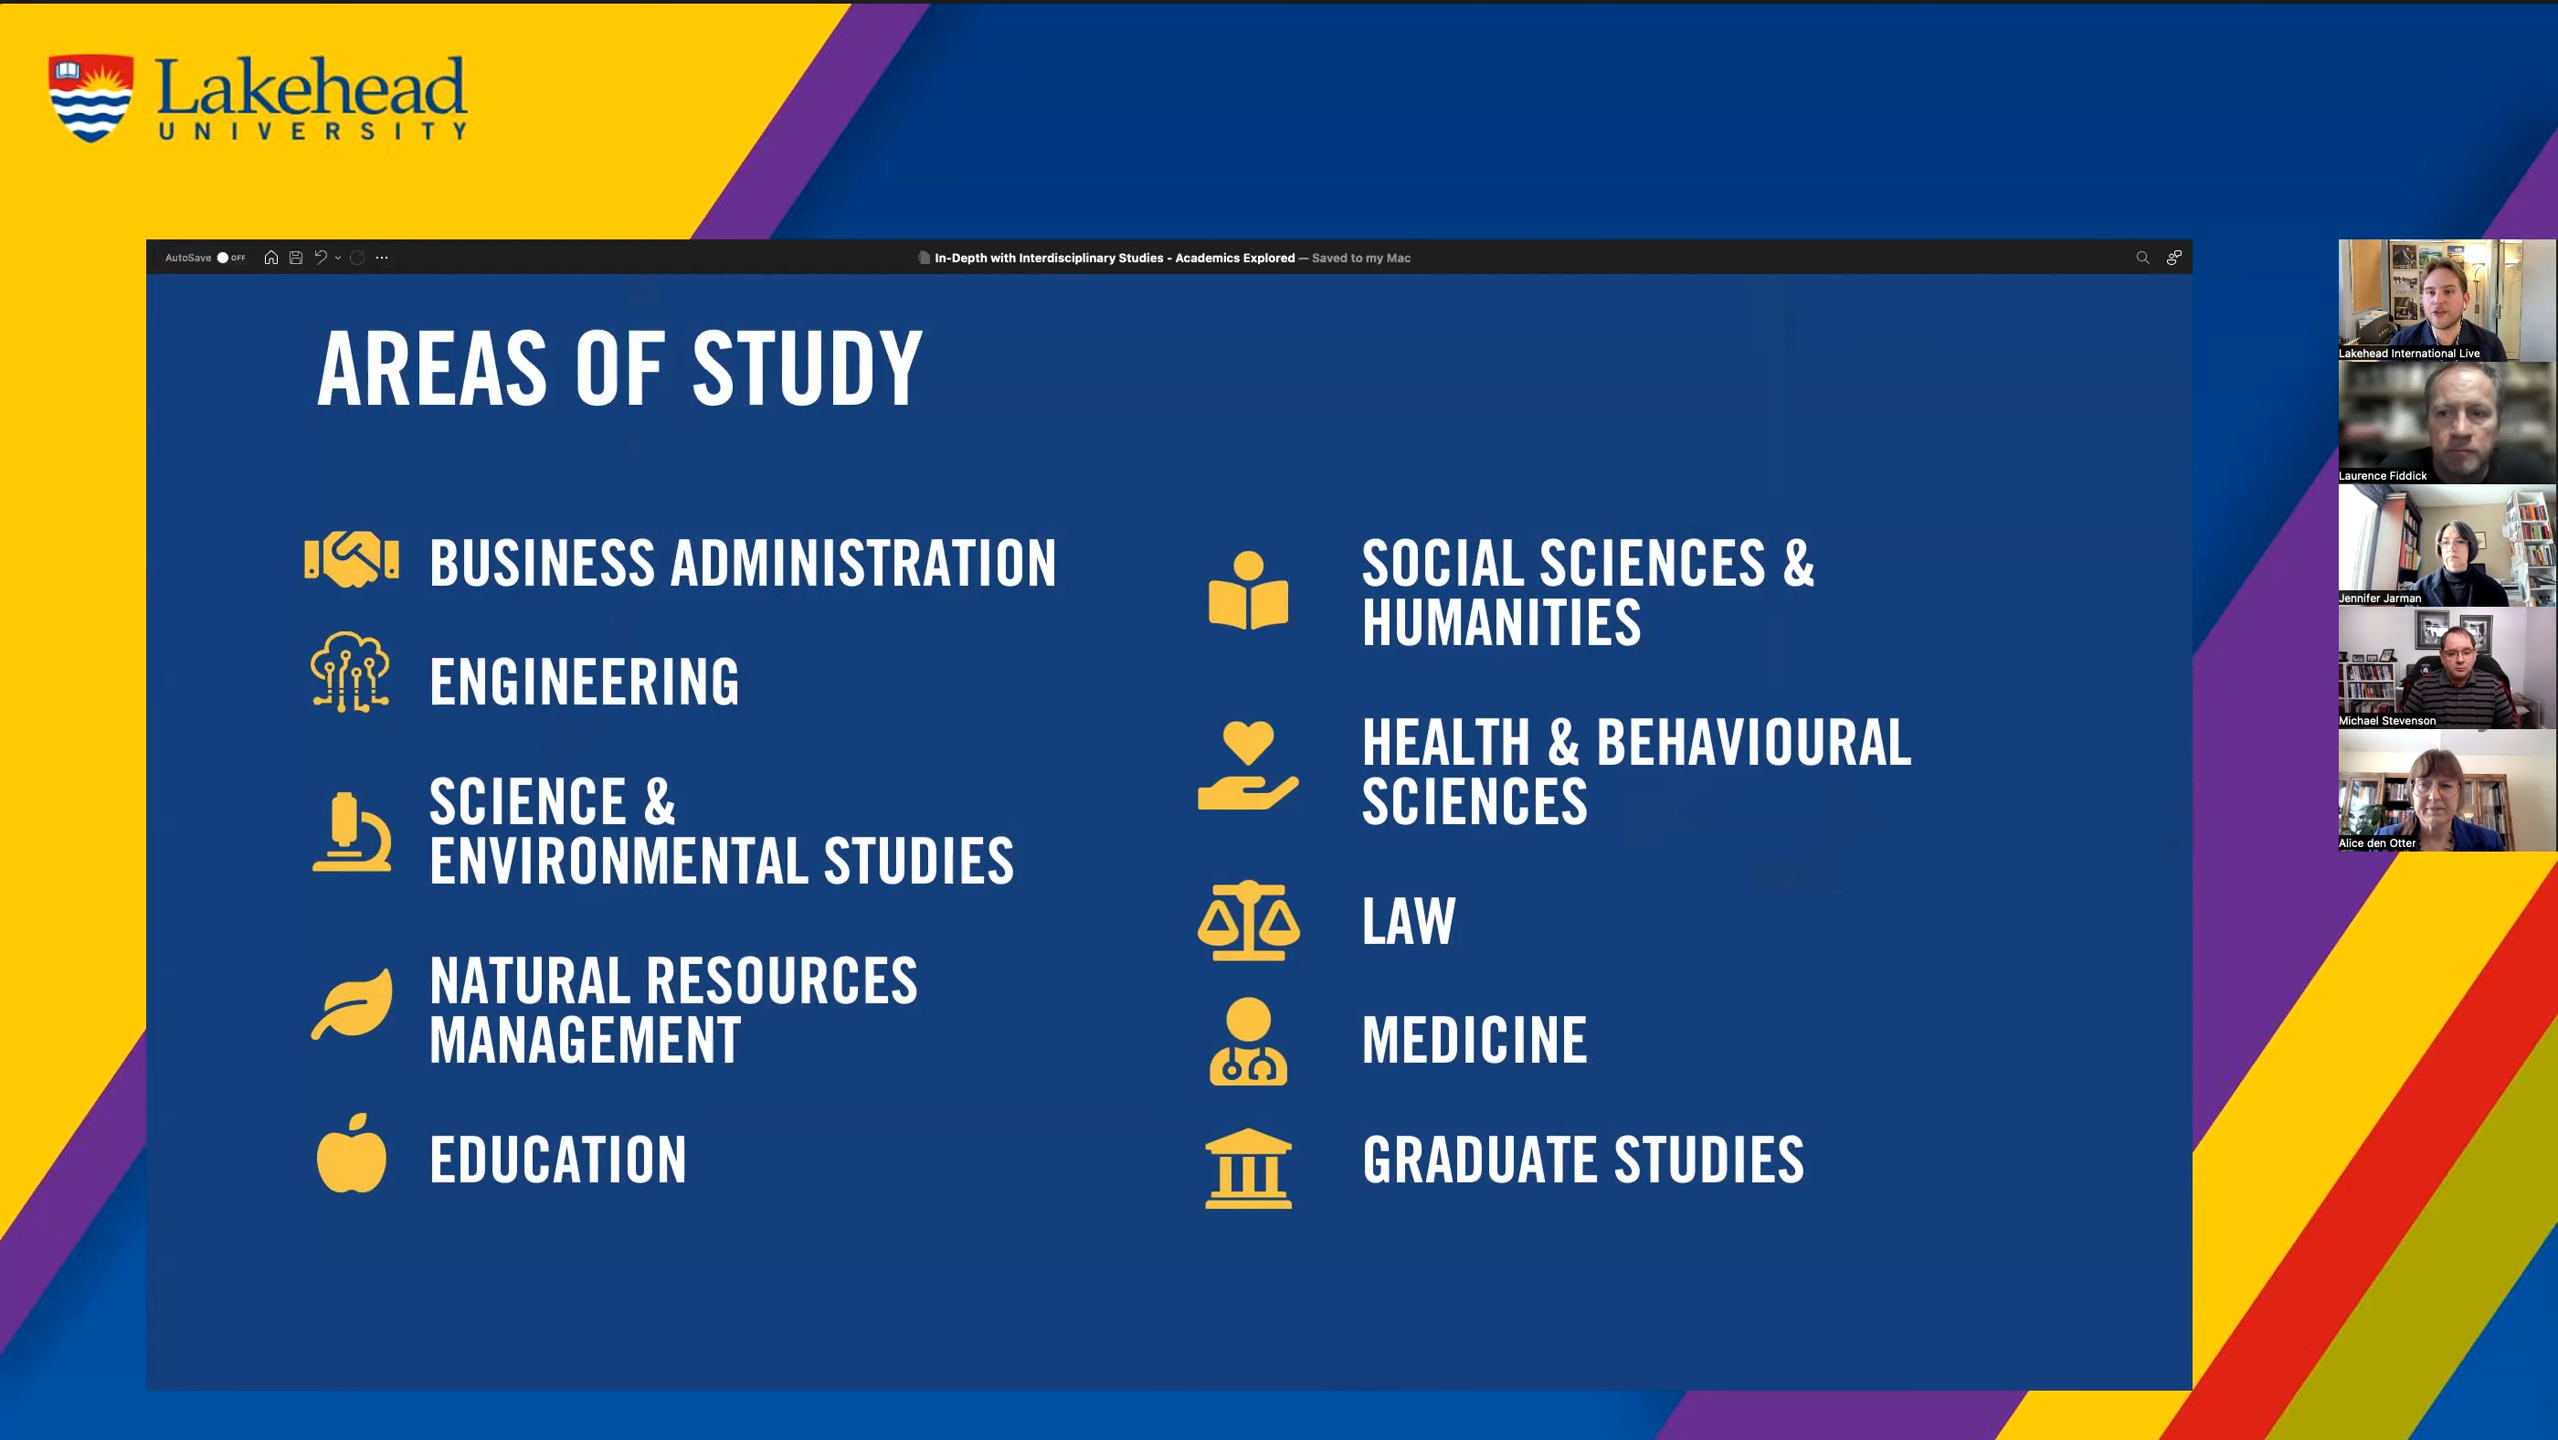 Lakehead
UNIVERSITY
AutoSave OFF
In-Depth with Interdisciplinary Studies - Academics Explored — Saved to my Mac
AREAS OF STUDY
BUSINESS ADMINISTRATION
ENGINEERING
SCIENCE &
ENVIRONMENTAL STUDIES
NATURAL RESOURCES
MANAGEMENT
EDUCATION
SOCIAL SCIENCES &
HUMANITIES
HEALTH & BEHAVIOURAL
SCIENCES
LAW
MEDICINE
GRADUATE STUDIES
Lakehead International Live
Laurence Fiddick
Jennifer Jarman
Michael Stevenson
Alice den Otter